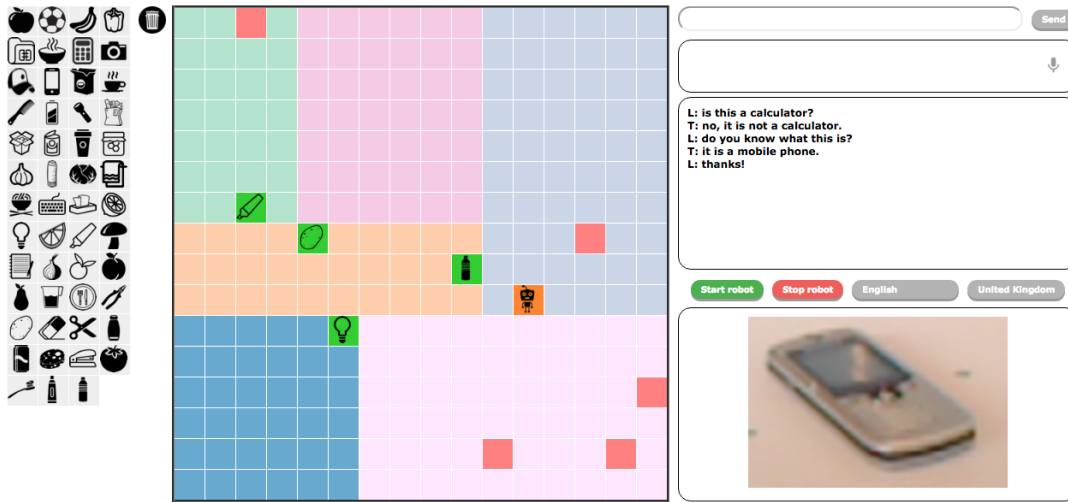 Send
L: is this a calculator?
T: no, it is not a calculator.
L: do you know what this is?
T: it is a mobile phone.
L: thanks!
Start robot
Stop robot
English
United Kingdom